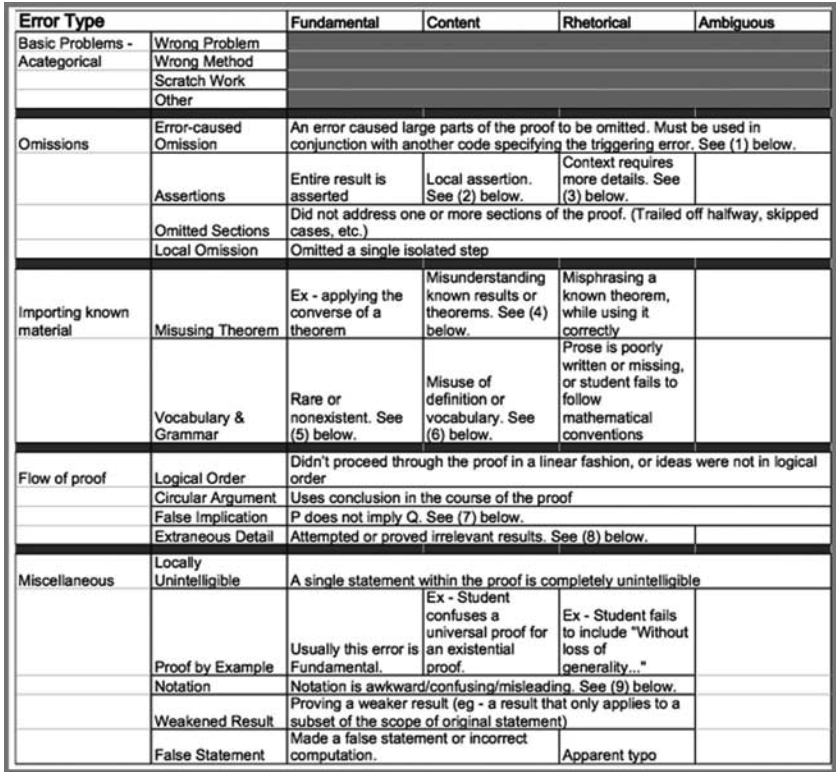 Error Type Fundamental Content Rhetorical Ambiguous
Basic Problems - Wrong Problem
Acategorical Wrong Method
Scratch Work
Other
Omissions
Error-caused
Omission
An error caused large parts of the proof to be omitted. Must be used in
conjunction with another code specifying the triggering error. See (1) below.
Assertions
Entire result is
asserted
Local assertion.
See (2) below.
Context requires
more details. See
(3) below.
Omitted Sections
Did not address one or more sections of the proof. (Trailed off halfway, skipped
cases, etc.)
Local Omission Omitted a single isolated step
Importing known
material
Misusing Theorem
Ex - applying the
converse of a
theorem
Misunderstanding
known results or
theorems. See (4)
below.
Misphrasing a
known theorem,
while using it
correctly
Vocabulary &
Grammar
Rare or
nonexistent. See
(5) below.
Misuse of
definition or
vocabulary. See
(6) below.
Prose is poorly
written or missing,
or student fails to
follow
mathematical
conventions
Flow of proof
Logical Order
Didn't proceed through the proof in a linear fashion, or ideas were not in logical
order
Circular Argument Uses conclusion in the course of the proof
False Implication P does not imply Q. See (7) below.
Extraneous Detail Attempted or proved irrelevant results. See (8) below.
Miscellaneous
Locally
Unintelligible
A single statement within the proof is completely unintelligible
Proof by Example
Usually this error is
Fundamental.
Ex - Student
confuses a
universal proof for
an existential
proof.
Ex - Student fails
to include "Without
loss of
generality..."
Notation Notation is awkward/confusing/misleading. See (9) below.
Weakened Result
Proving a weaker result (eg - a result that only applies to a
subset of the scope of original statement)
False Statement
Made a false statement or incorrect
computation.
Apparent typo